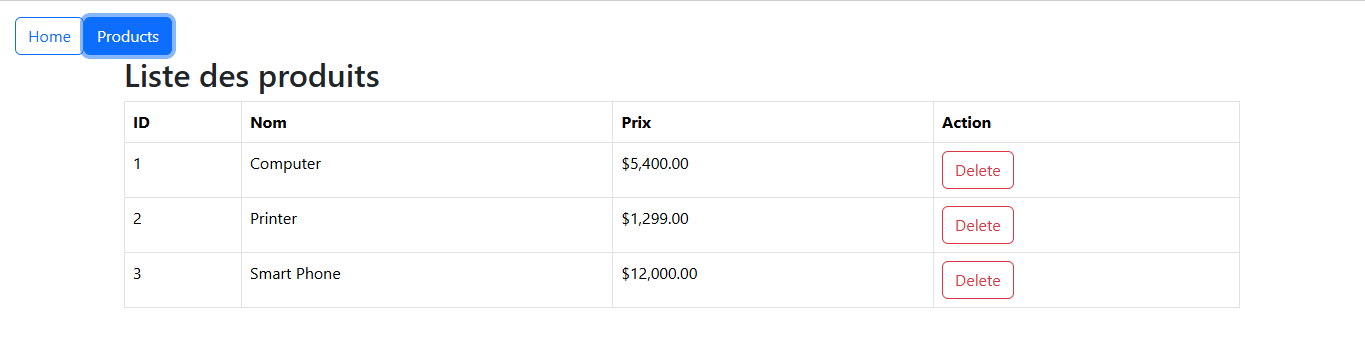 Home Products
Liste des produits
ID Nom Prix Action
1 Computer $5,400.00 Delete
2 Printer $1,299.00 Delete
3 Smart Phone $12,000.00 Delete